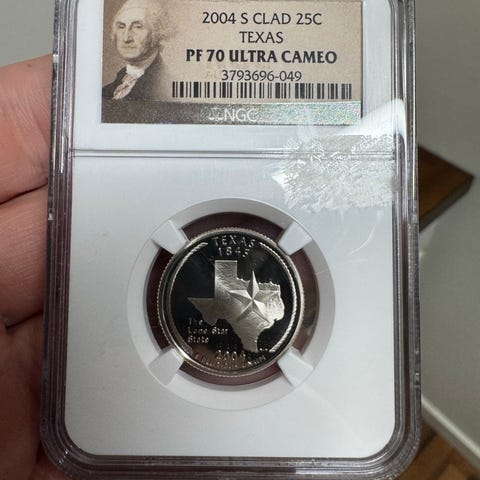 2004 S CLAD 25C
TEXAS
PF 70 ULTRA CAMEO
3793696-049
NGC
TEXAS
1845
The
Lone Star
State
2004